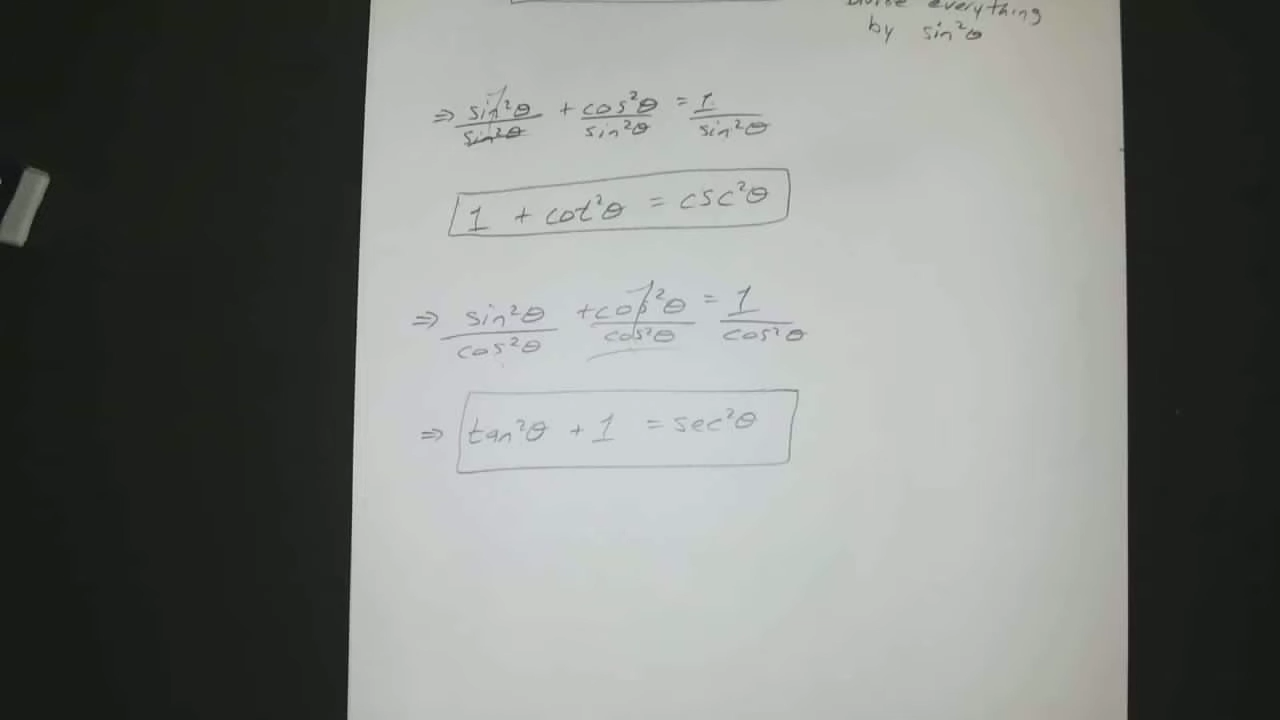 everything
by sin²θ
⇒ sin²θ/sin²θ + cos²θ/sin²θ = 1/sin²θ
1 + cot²θ = csc²θ
⇒ sin²θ/cos²θ + cos²θ/cos²θ = 1/cos²θ
⇒ tan²θ + 1 = sec²θ